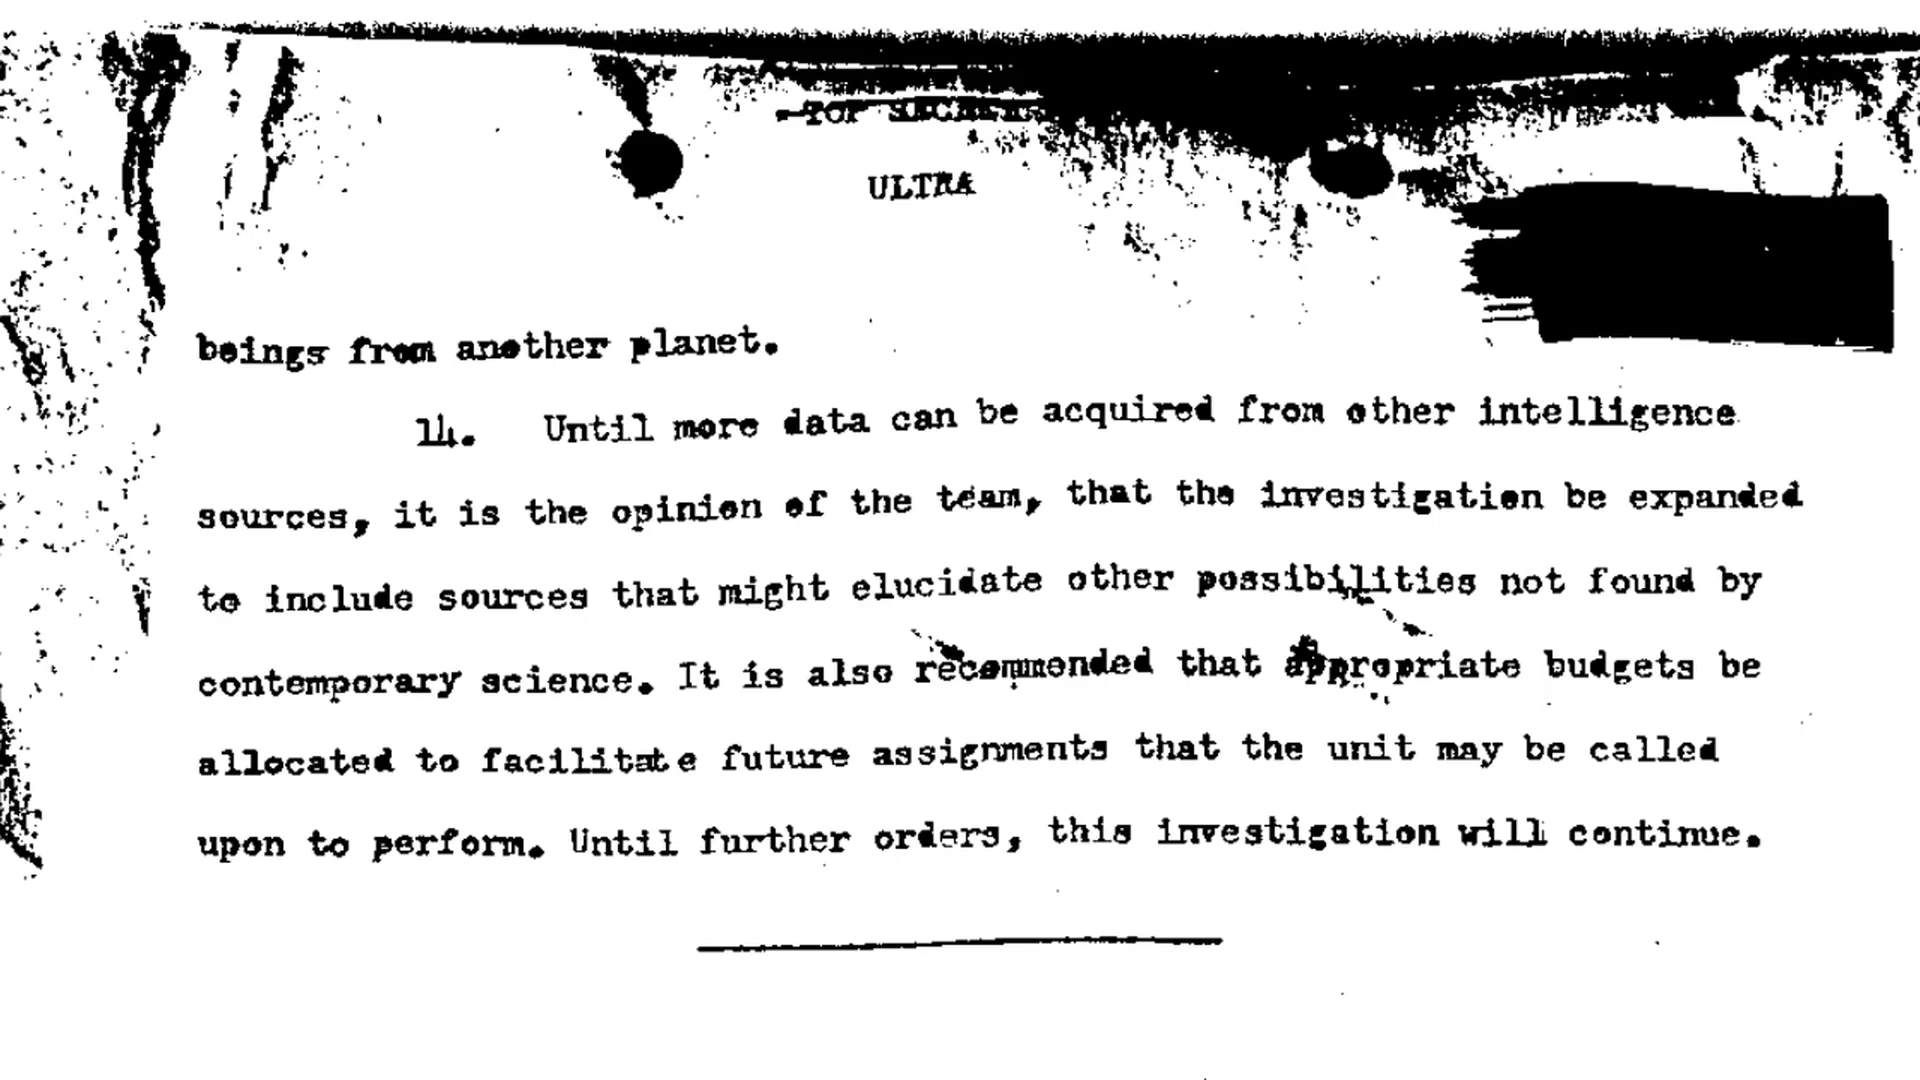 TOP SECRET
ULTRA
beings from another planet.
14. Until more data can be acquired from other intelligence
sources, it is the opinion of the team, that the investigation be expanded
to include sources that might elucidate other possibilities not found by
contemporary science. It is also recommended that appropriate budgets be
allocated to facilitate future assignments that the unit may be called
upon to perform. Until further orders, this investigation will continue.